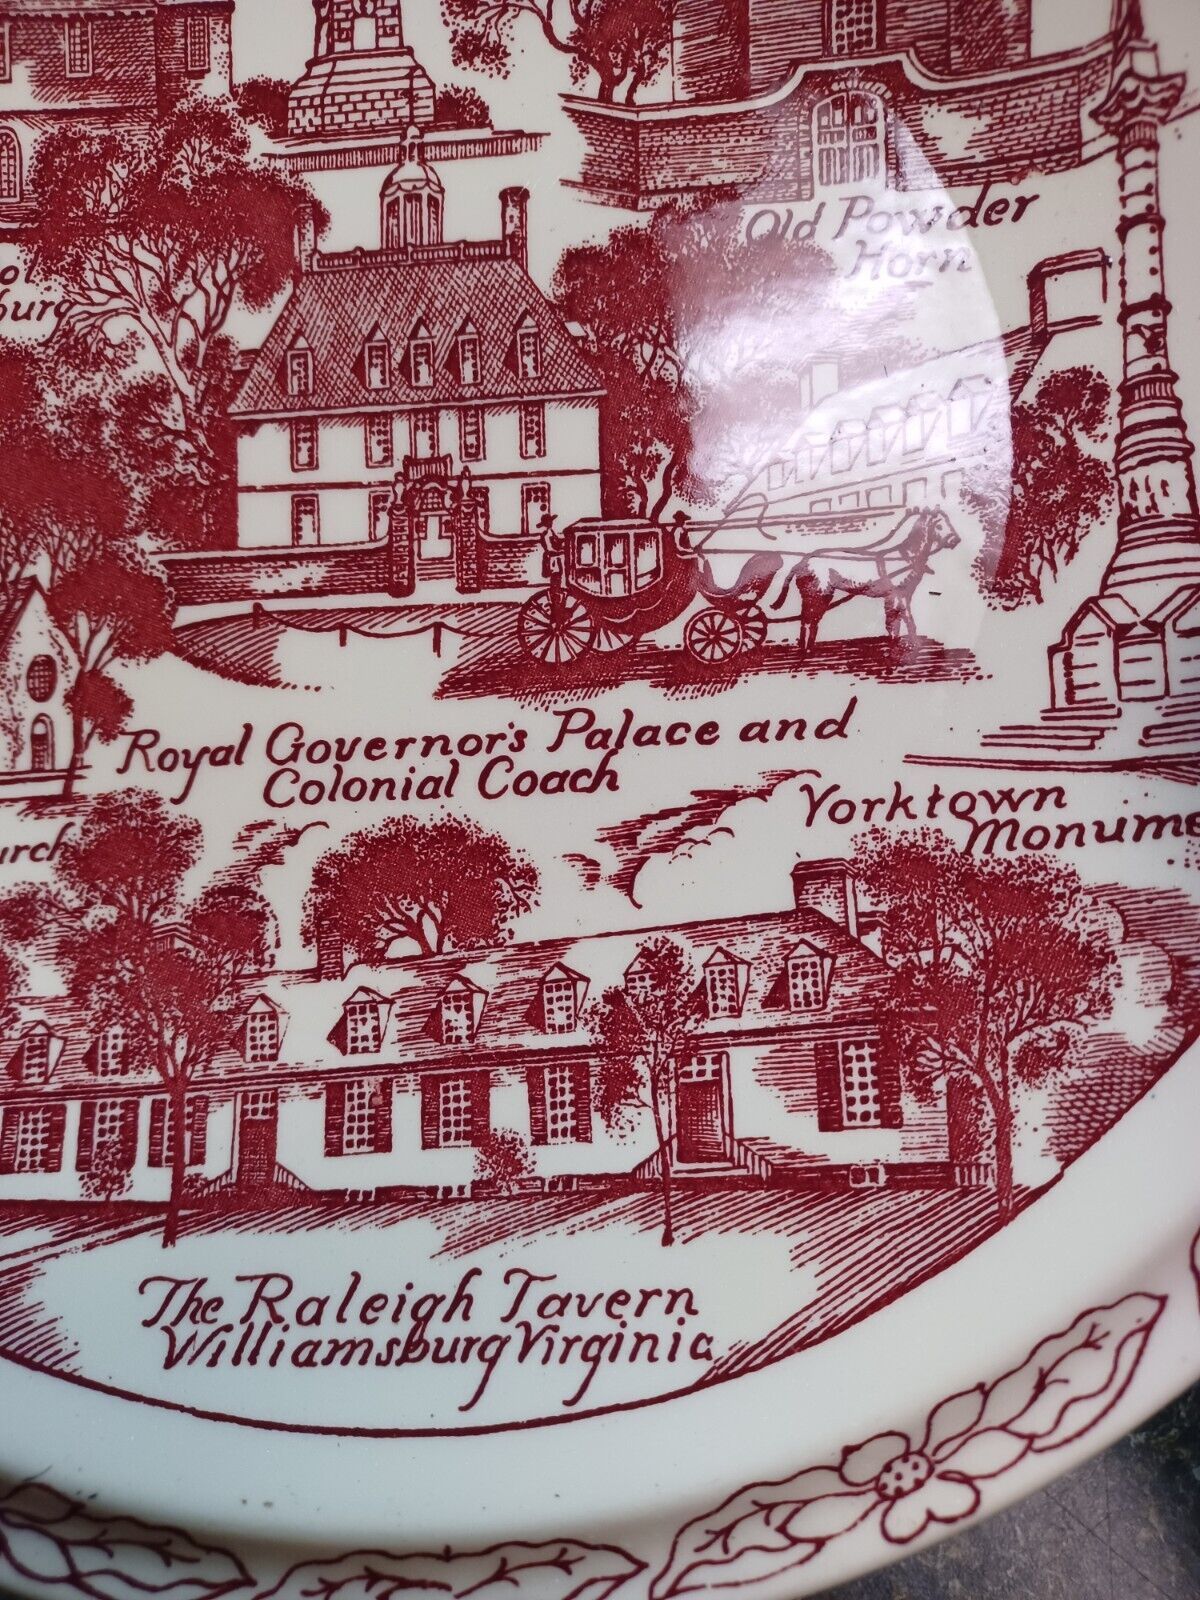 Old Powder
Horn
Royal Governor's Palace and
Colonial Coach
Yorktown
The Raleigh Tavern
Williamsburg Virginia